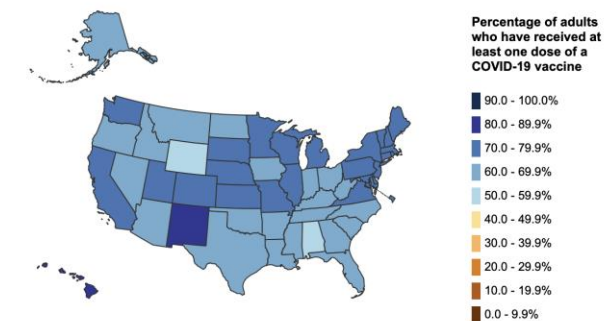 Percentage of adults
who have received at
least one dose of a
COVID-19 vaccine
90.0 - 100.0%
80.0 - 89.9%
70.0 - 79.9%
60.0 - 69.9%
50.0 - 59.9%
40.0 - 49.9%
30.0 - 39.9%
20.0 - 29.9%
10.0 - 19.9%
0.0 - 9.9%